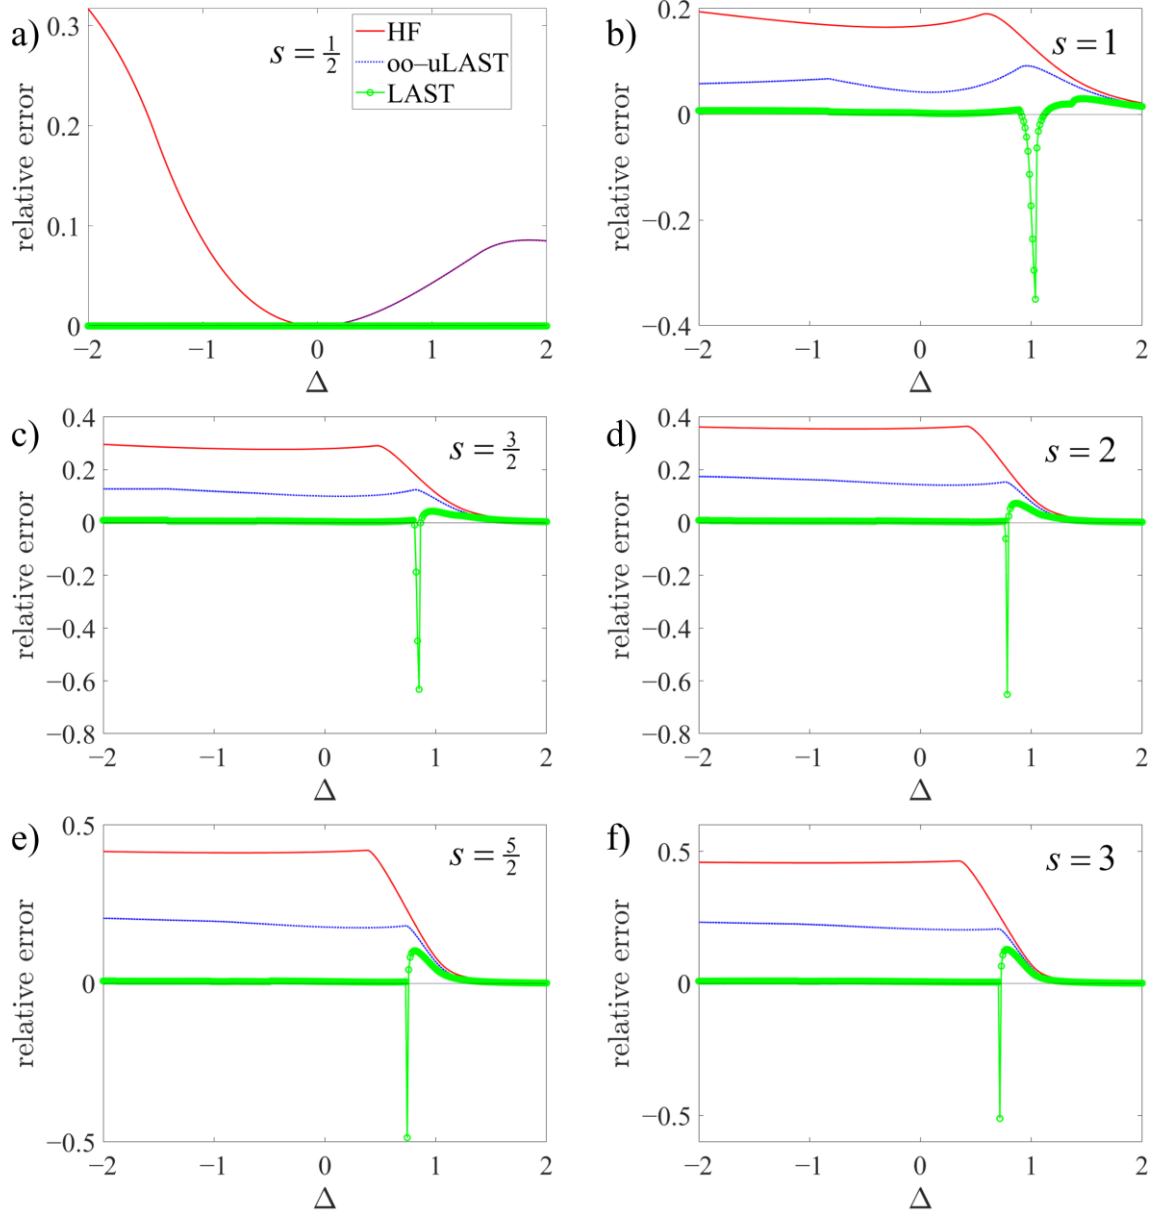 a)
s = 1/2
HF
oo–uLAST
LAST
relative error
0.3
0.2
0.1
0
−2
−1
0
1
2
Δ
b)
s = 1
relative error
0.2
0
−0.2
−0.4
−2
−1
0
1
2
Δ
c)
s = 3/2
relative error
0.4
0.2
0
−0.2
−0.4
−0.6
−0.8
−2
−1
0
1
2
Δ
d)
s = 2
relative error
0.4
0.2
0
−0.2
−0.4
−0.6
−0.8
−2
−1
0
1
2
Δ
e)
s = 5/2
relative error
0.5
0
−0.5
−2
−1
0
1
2
Δ
f)
s = 3
relative error
0.5
0
−0.5
−2
−1
0
1
2
Δ